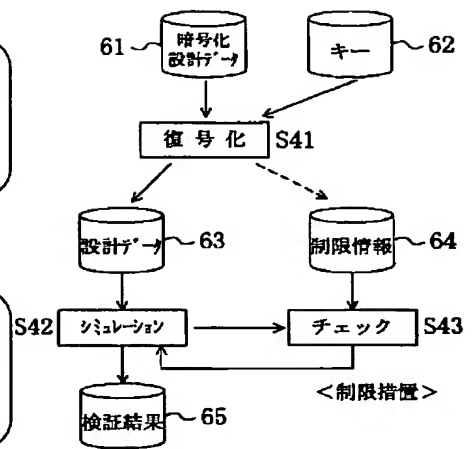 61
暗号化
設計データ
キー
62
復号化
S41
設計データ
63
制限情報
64
S42
シミュレーション
チェック
S43
<制限措置>
検証結果
65